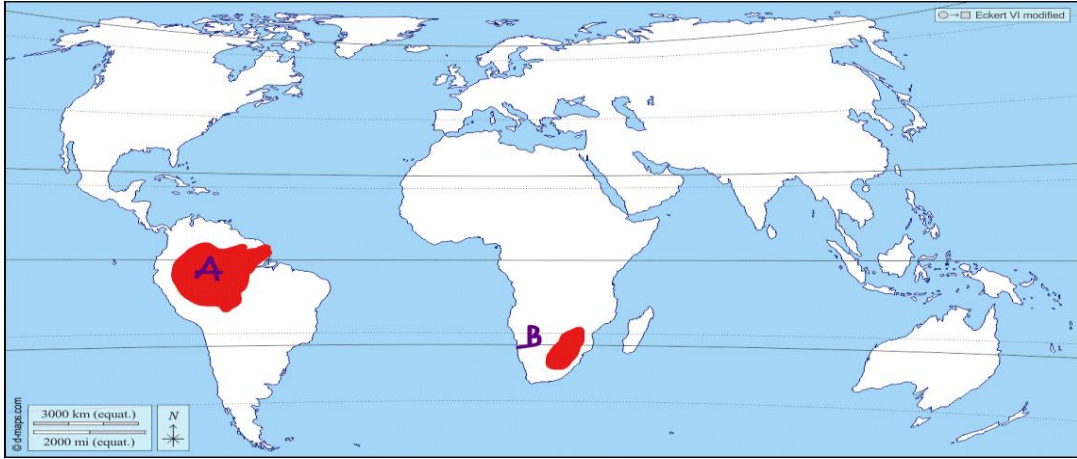 Eckert VI modified
A
B
3000 km (equat.)
2000 mi (equat.)
N
© d-maps.com